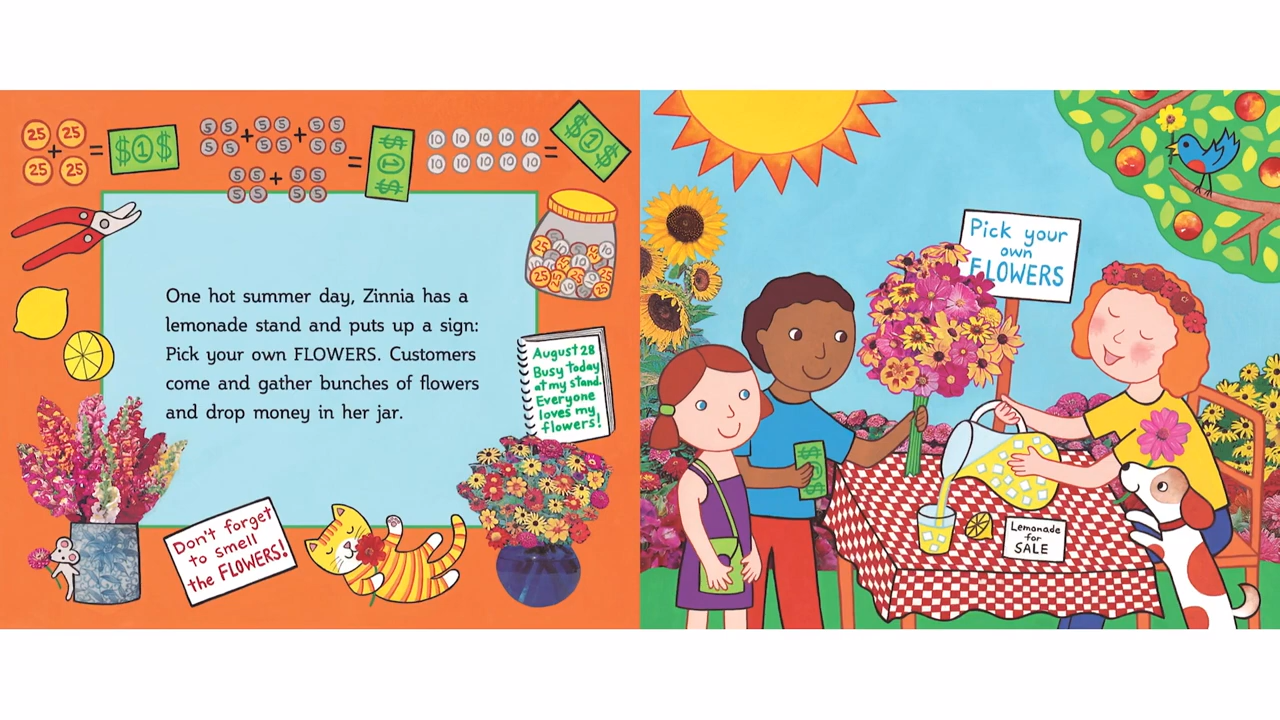 25 + 25 25 25 = $1$
5 5 5 5 + 5 5 5 5 + 5 5 5 5
5 5 5 5 + 5 5 5 5 = $1$
10 10 10 10 10
10 10 10 10 10 = $1$
One hot summer day, Zinnia has a
lemonade stand and puts up a sign:
Pick your own FLOWERS. Customers
come and gather bunches of flowers
and drop money in her jar.
August 28
Busy today
at my stand.
Everyone
loves my
flowers!
Don't forget
to smell
the FLOWERS!
Pick your
own
FLOWERS
Lemonade
for
SALE